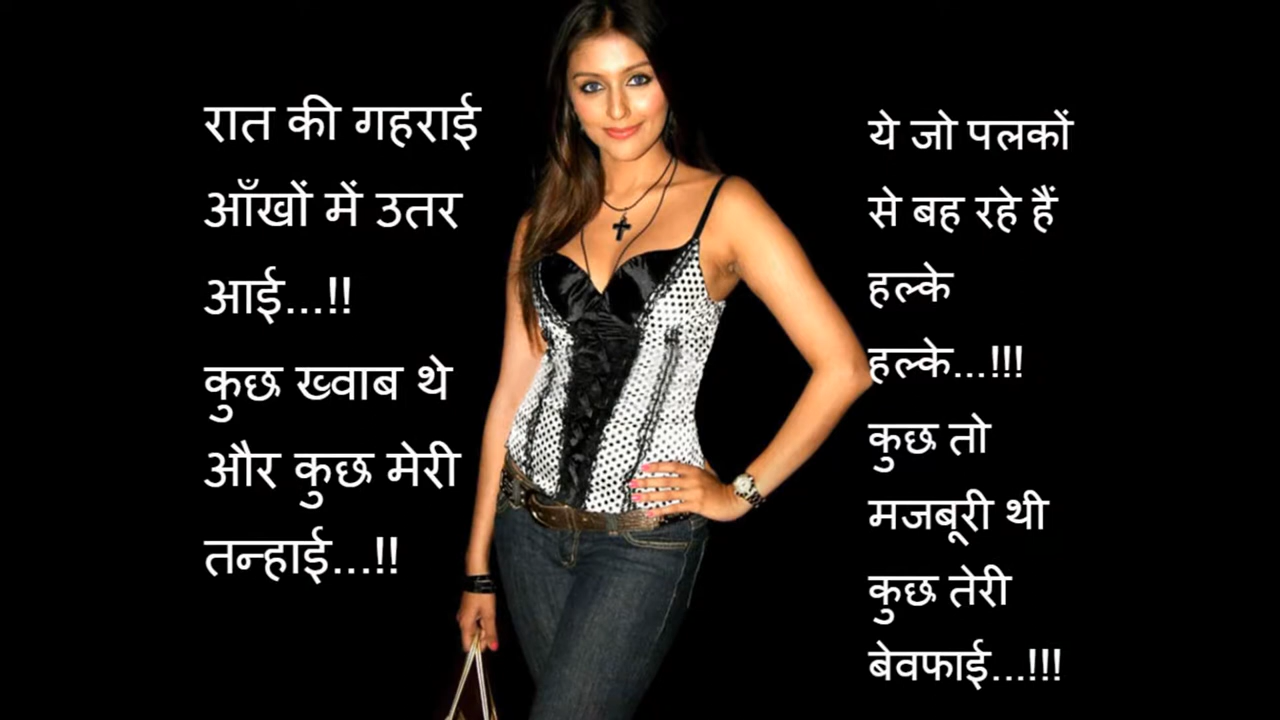 रात की गहराई
आँखों में उतर
आई...!!
कुछ ख्वाब थे
और कुछ मेरी
तन्हाई...!!
ये जो पलकों
से बह रहे हैं
हल्के
हल्के...!!!
कुछ तो
मजबूरी थी
कुछ तेरी
बेवफाई...!!!